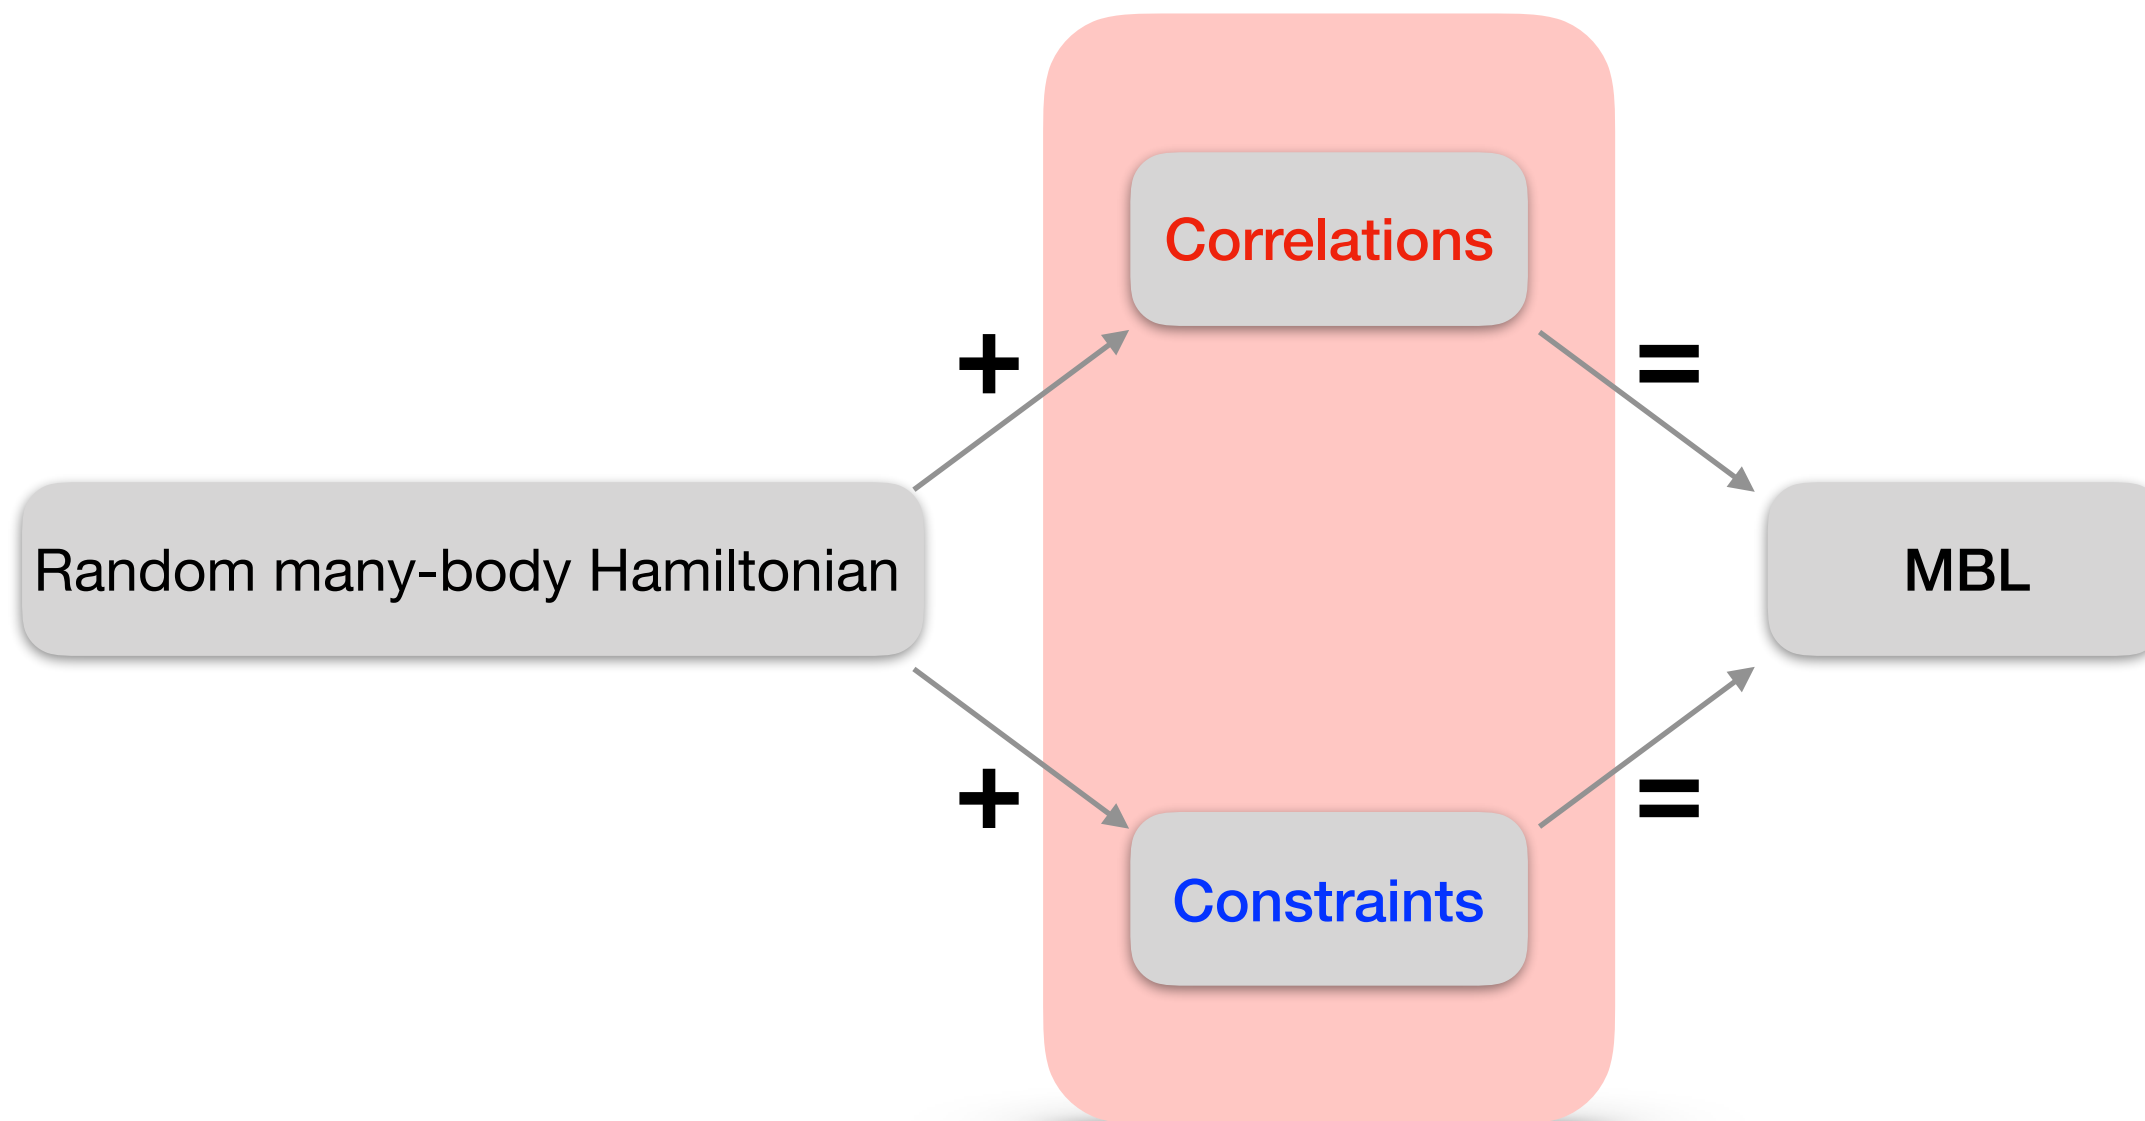 Correlations
+ =
Random many-body Hamiltonian MBL
+ =
Constraints